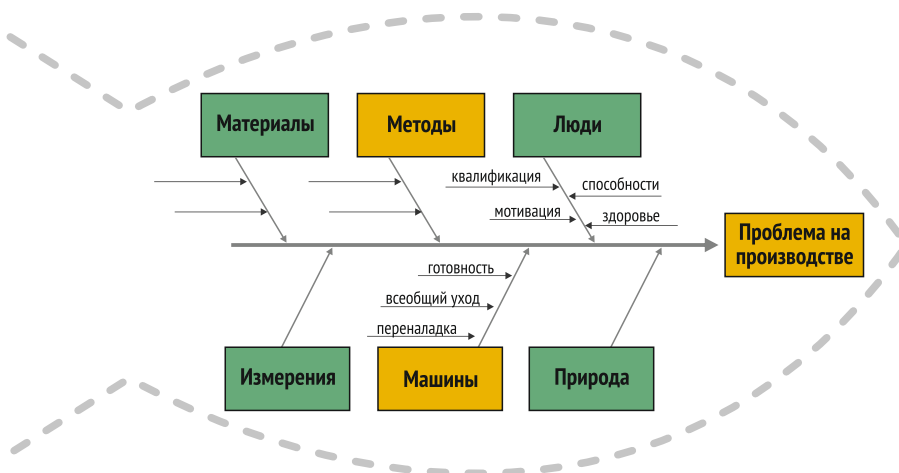 Материалы
Методы
Люди
квалификация
способности
мотивация
здоровье
Проблема на
производстве
готовность
всеобщий уход
переналадка
Измерения
Машины
Природа